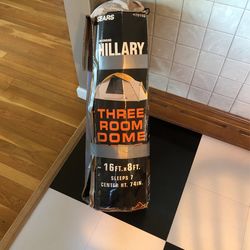 SEARS
HILLARY
THREE
ROOM
DOME
16 FT. x 8 FT.
SLEEPS 7
CENTER HT. 74 IN.